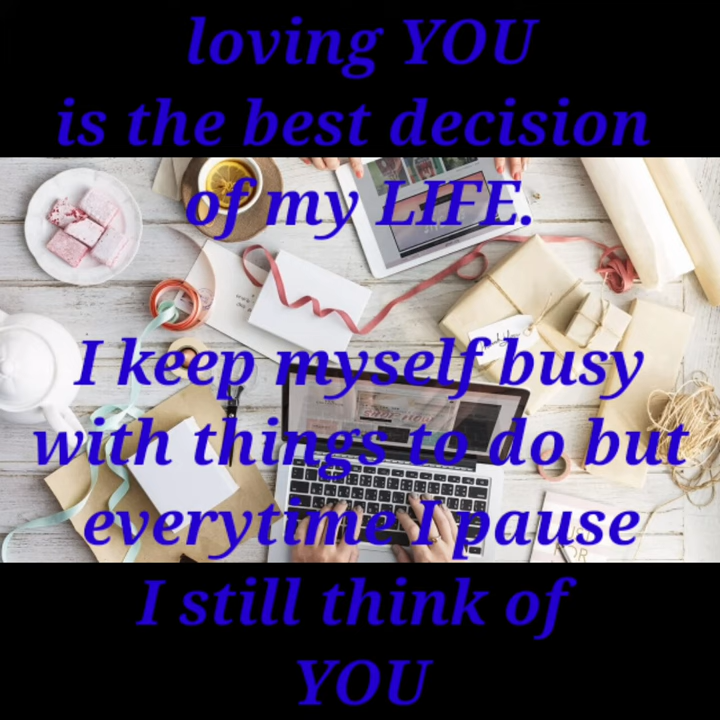 loving YOU
is the best decision
of my LIFE.
I keep myself busy
with things to do but
everytime I pause
I still think of
YOU